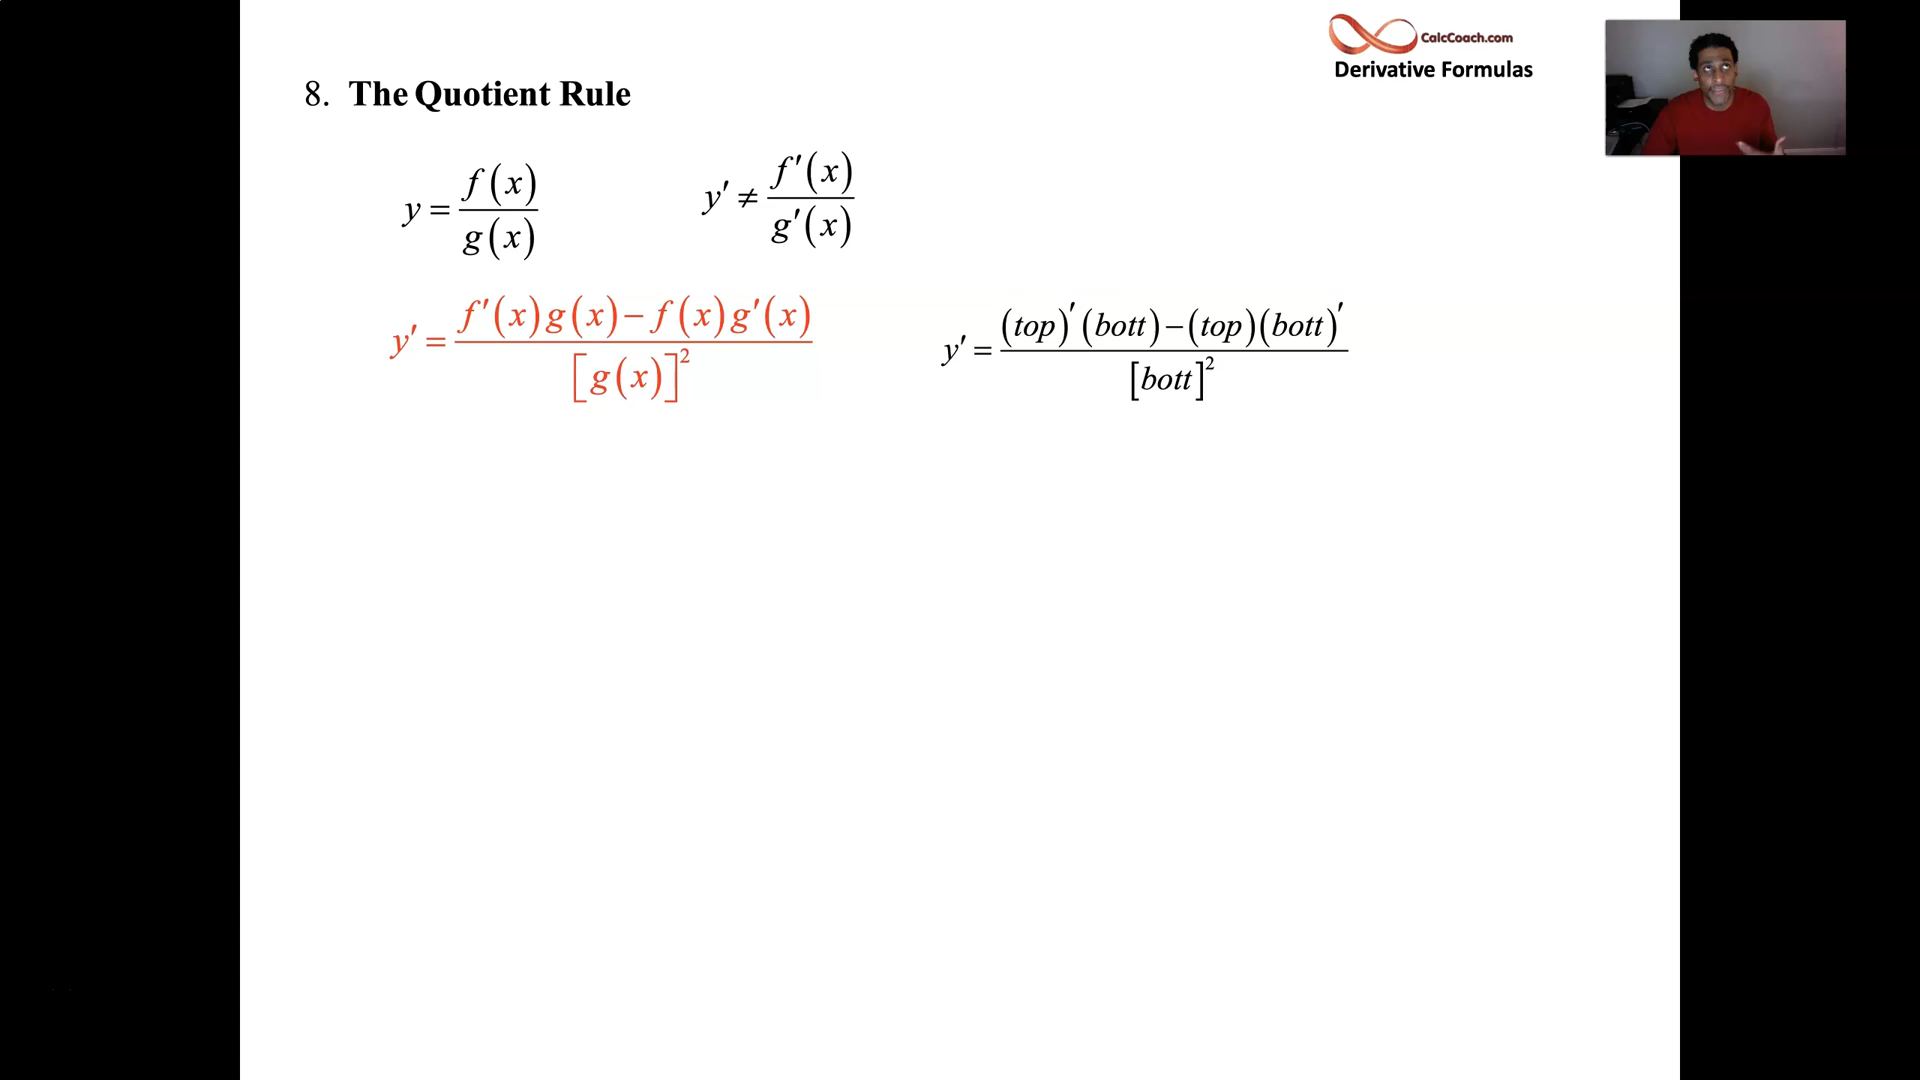 CalcCoach.com
Derivative Formulas
8. The Quotient Rule
y = f(x) / g(x)
y′ ≠ f′(x) / g′(x)
y′ = f′(x)g(x) − f(x)g′(x) / [g(x)]²
y′ = (top)′(bott) − (top)(bott)′ / [bott]²